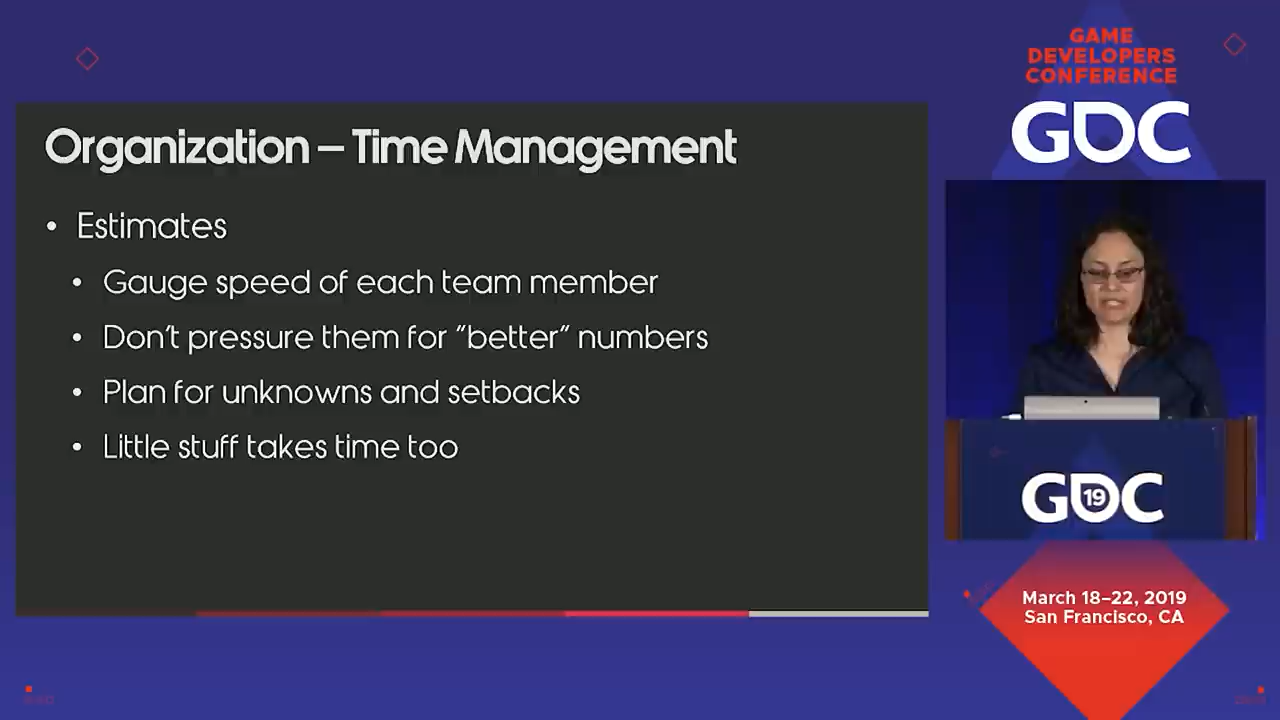 Organization – Time Management
• Estimates
• Gauge speed of each team member
• Don't pressure them for “better” numbers
• Plan for unknowns and setbacks
• Little stuff takes time too
GAME
DEVELOPERS
CONFERENCE
GDC
GDC
19
March 18–22, 2019
San Francisco, CA